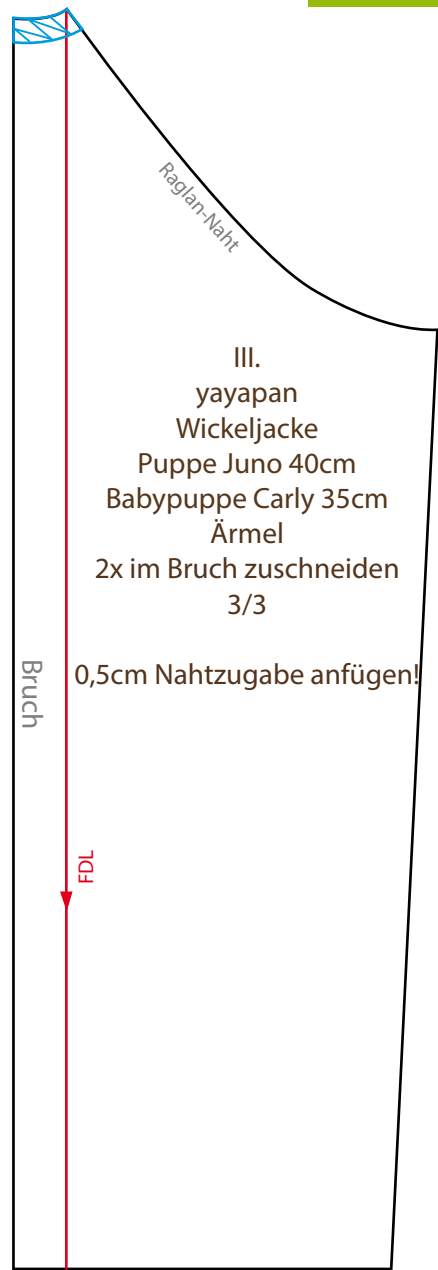 Raglan-Naht
III.
yayapan
Wickeljacke
Puppe Juno 40cm
Babypuppe Carly 35cm
Ärmel
2x im Bruch zuschneiden
3/3
0,5cm Nahtzugabe anfügen!
Bruch
FDL